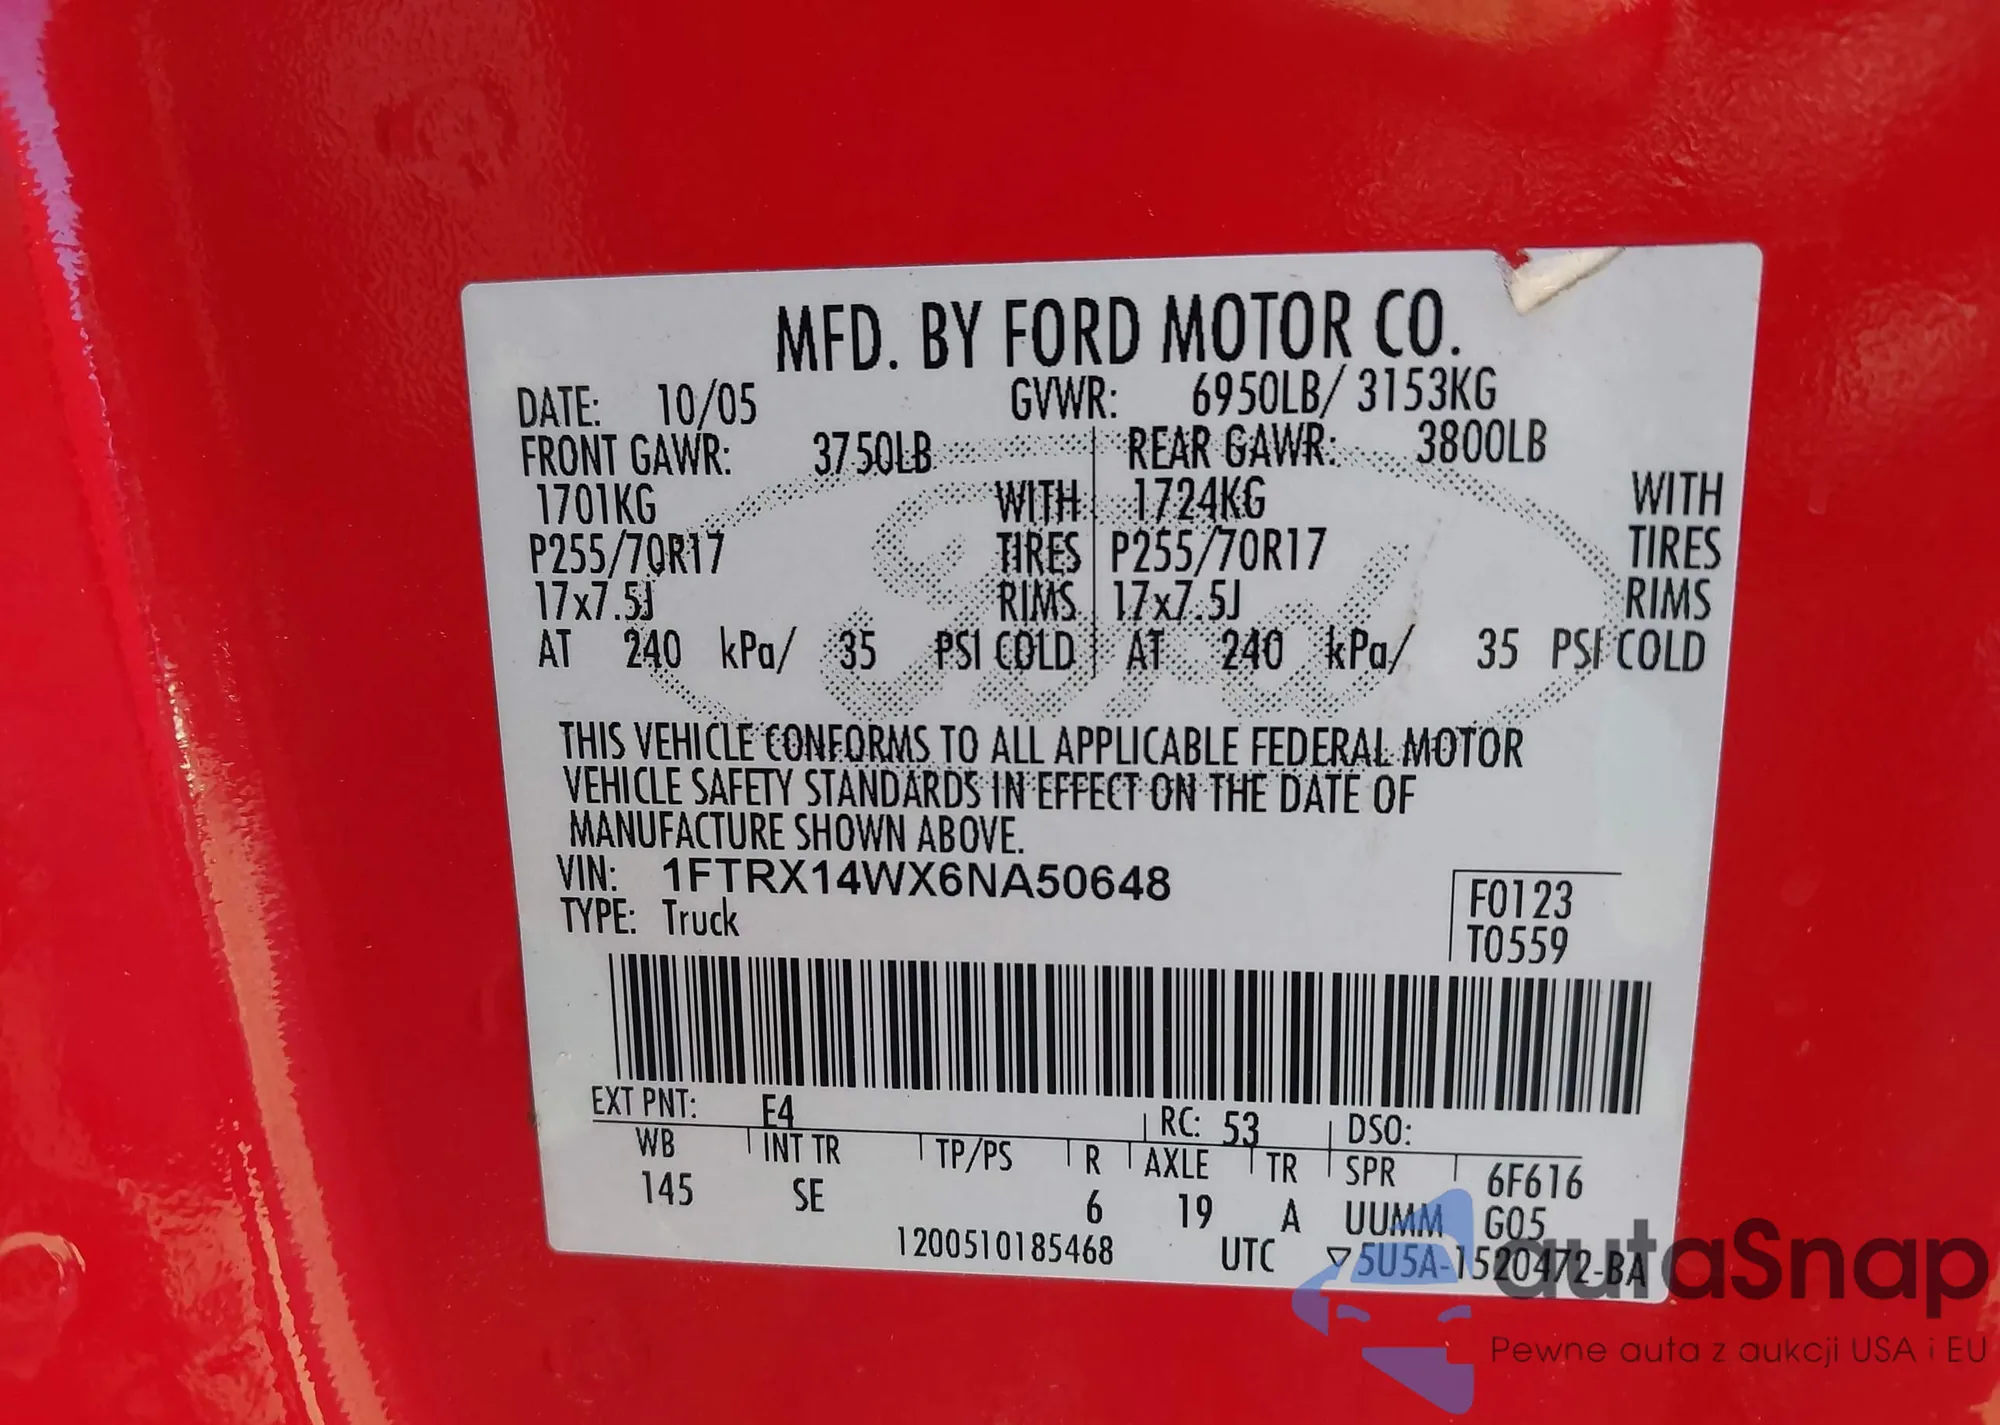 MFD. BY FORD MOTOR CO.
DATE: 10/05 GVWR: 6950LB/ 3153KG
FRONT GAWR: 3750LB REAR GAWR: 3800LB
1701KG WITH 1724KG WITH
P255/70R17 TIRES P255/70R17 TIRES
17x7.5J RIMS 17x7.5J RIMS
AT 240 kPa/ 35 PSI COLD AT 240 kPa/ 35 PSI COLD
Ford
THIS VEHICLE CONFORMS TO ALL APPLICABLE FEDERAL MOTOR
VEHICLE SAFETY STANDARDS IN EFFECT ON THE DATE OF
MANUFACTURE SHOWN ABOVE.
VIN: 1FTRX14WX6NA50648
TYPE: Truck
F0123
T0559
EXT PNT: E4 RC: 53 DSO:
WB INT TR TP/PS R AXLE TR SPR 6F616
145 SE 6 19 A UUMM G05
1200510185468 UTC ▽5U5A-1520472-BA
autaSnap
Pewne auta z aukcji USA i EU